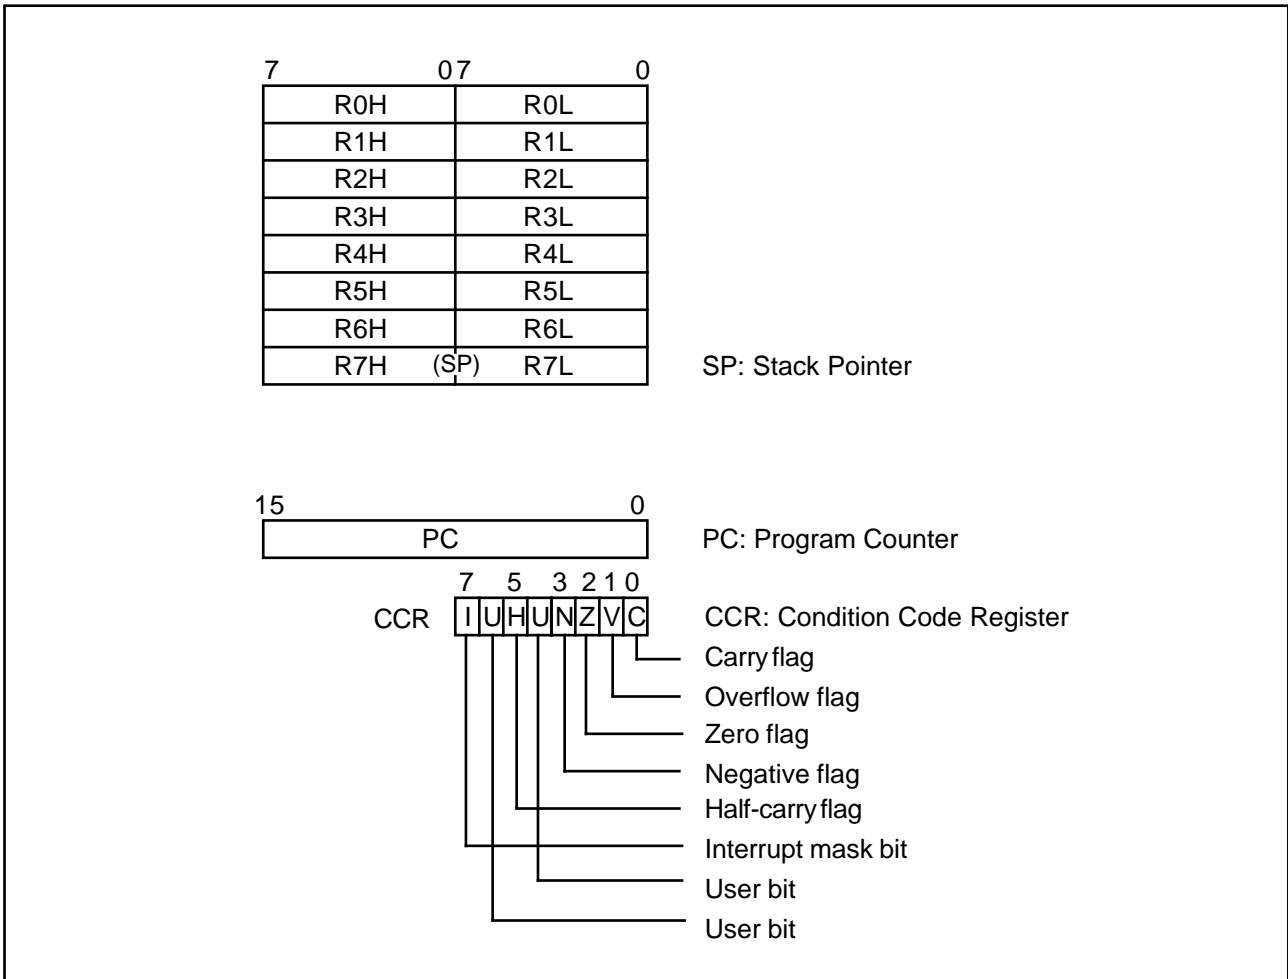 7 0 7 0
R0H R0L
R1H R1L
R2H R2L
R3H R3L
R4H R4L
R5H R5L
R6H R6L
R7H (SP) R7L SP: Stack Pointer
15 0
PC PC: Program Counter
7 5 3 2 1 0
CCR I U H U N Z V C CCR: Condition Code Register
Carry flag
Overflow flag
Zero flag
Negative flag
Half-carry flag
Interrupt mask bit
User bit
User bit